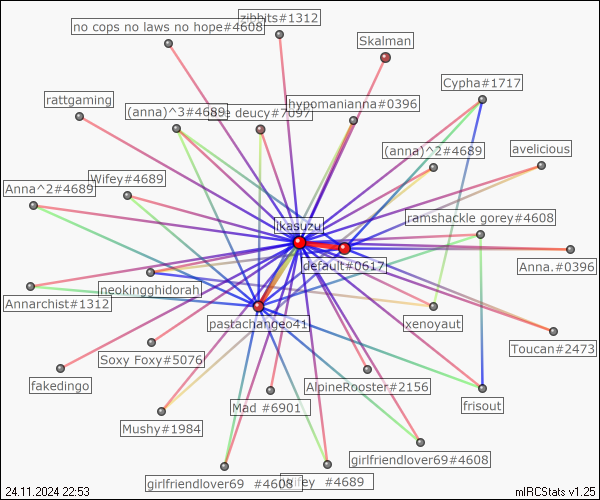 zibbits#1312
no cops no laws no hope#4608
Skalman
Cypha#1717
rattgaming
hypomanianna#0396
(anna)^3#4689
deucy#7097
(anna)^2#4689
avelicious
Wifey#4689
Anna^2#4689
ramshackle gorey#4608
ikasuzu
default#0617
Anna.#0396
neokingghidorah
Annarchist#1312
pastachangeo41
xenoyaut
Toucan#2473
Soxy Foxy#5076
fakedingo
AlpineRooster#2156
Mad #6901
frisout
Mushy#1984
girlfriendlover69#4608
girlfriendlover69 #4608
#4689
24.11.2024 22:53
mIRCStats v1.25